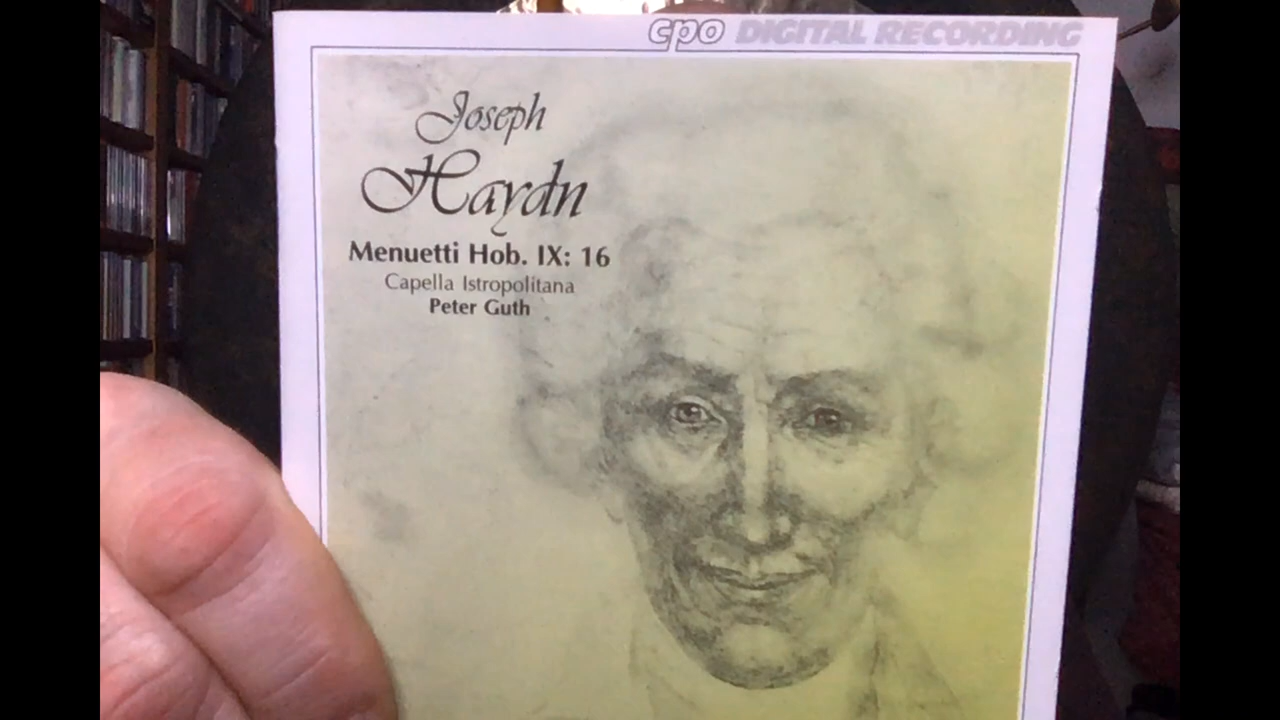 cpo DIGITAL RECORDING
Joseph
Haydn
Menuetti Hob. IX: 16
Capella Istropolitana
Peter Guth